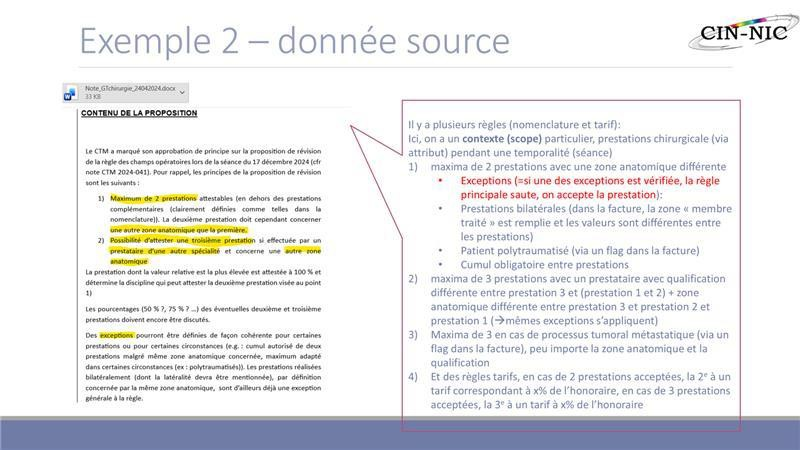 Exemple 2 – donnée source
CIN-NIC
Note_GTchirurgie_24042024.docx
33 KB
CONTENU DE LA PROPOSITION
Le CTM a marqué son approbation de principe sur la proposition de révision
de la règle des champs opératoires lors de la séance du 17 décembre 2024 (cfr
note CTM 2024-041). Pour rappel, les principes de la proposition de révision
sont les suivants :
1) Maximum de 2 prestations attestables (en dehors des prestations
complémentaires (clairement définies comme telles dans la
nomenclature)). La deuxième prestation doit cependant concerner
une autre zone anatomique que la première.
2) Possibilité d'attester une troisième prestation si effectuée par un
prestataire d'une autre spécialité et concerne une autre zone
anatomique
La prestation dont la valeur relative est la plus élevée est attestée à 100 % et
détermine la discipline qui peut attester la deuxième prestation visée au point
1)
Les pourcentages (50 % ?, 75 % ? ...) des éventuelles deuxième et troisième
prestations doivent encore être discutés.
Des exceptions pourront être définies de façon cohérente pour certaines
prestations ou pour certaines circonstances (e.g. : cumul autorisé de deux
prestations malgré même zone anatomique concernée, maximum adapté
dans certaines circonstances (ex : polytraumatisés)). Les prestations réalisées
bilatéralement (dont la latéralité devra être mentionnée), par définition
concernée par la même zone anatomique, sont d'ailleurs déjà une exception
générale à la règle.
Il y a plusieurs règles (nomenclature et tarif):
Ici, on a un contexte (scope) particulier, prestations chirurgicale (via
attribut) pendant une temporalité (séance)
1) maxima de 2 prestations avec une zone anatomique différente
• Exceptions (=si une des exceptions est vérifiée, la règle
principale saute, on accepte la prestation):
• Prestations bilatérales (dans la facture, la zone « membre
traité » est remplie et les valeurs sont différentes entre
les prestations)
• Patient polytraumatisé (via un flag dans la facture)
• Cumul obligatoire entre prestations
2) maxima de 3 prestations avec un prestataire avec qualification
différente entre prestation 3 et (prestation 1 et 2) + zone
anatomique différente entre prestation 3 et prestation 2 et
prestation 1 (→mêmes exceptions s'appliquent)
3) Maxima de 3 en cas de processus tumoral métastatique (via un
flag dans la facture), peu importe la zone anatomique et la
qualification
4) Et des règles tarifs, en cas de 2 prestations acceptées, la 2e à un
tarif correspondant à x% de l'honoraire, en cas de 3 prestations
acceptées, la 3e à un tarif à x% de l'honoraire